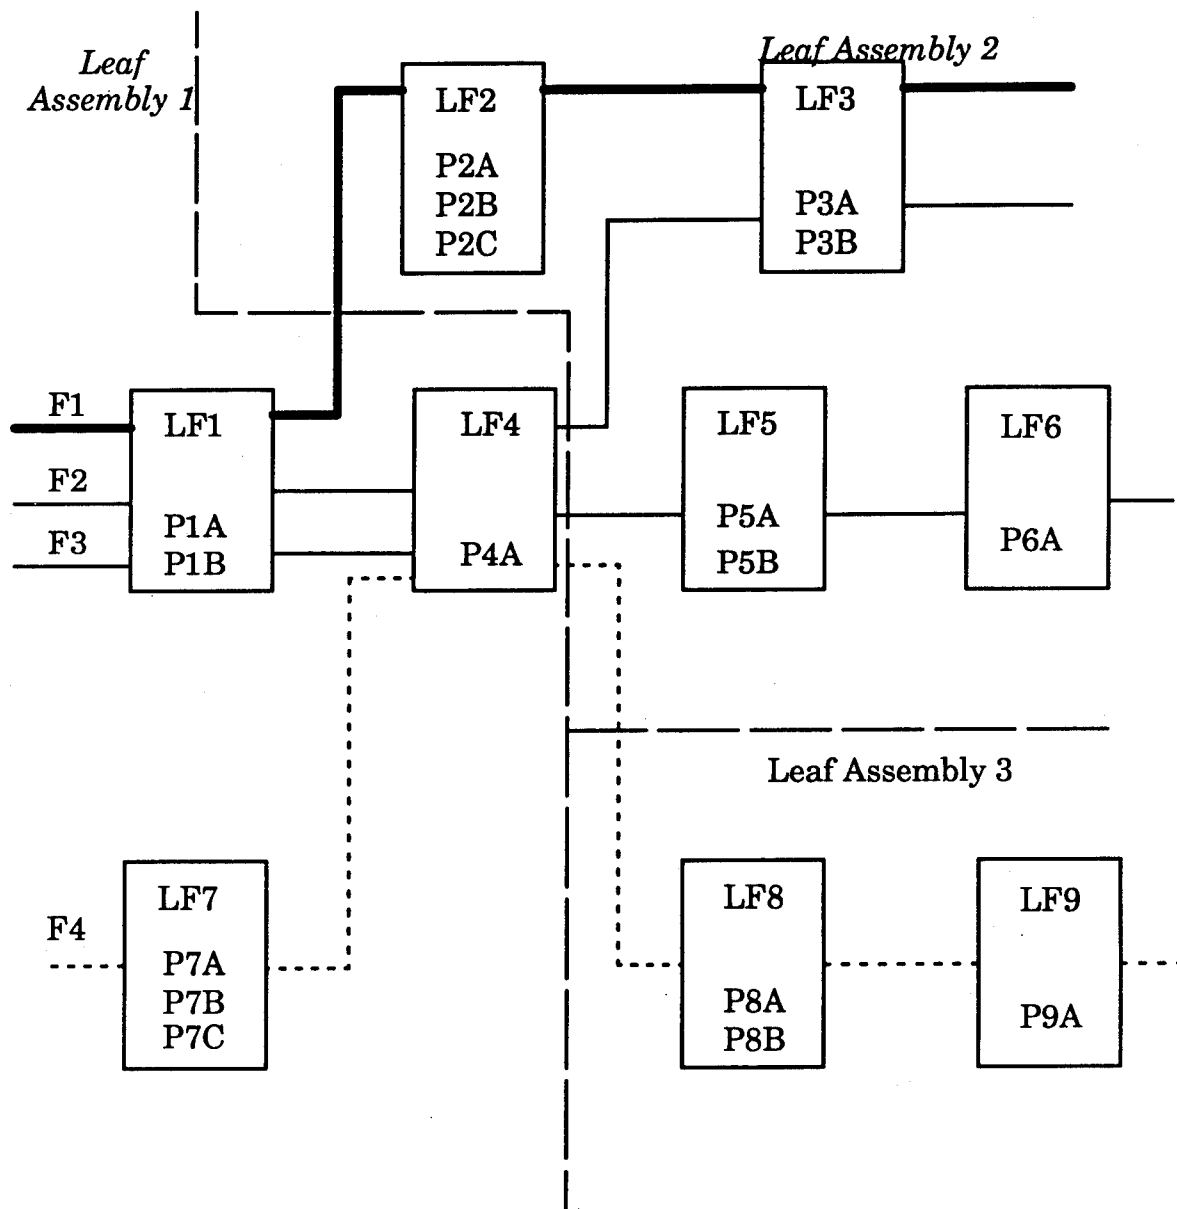 Leaf
Assembly 1
Leaf Assembly 2
LF2
P2A
P2B
P2C
LF3
P3A
P3B
F1
F2
F3
LF1
P1A
P1B
LF4
P4A
LF5
P5A
P5B
LF6
P6A
Leaf Assembly 3
F4
LF7
P7A
P7B
P7C
LF8
P8A
P8B
LF9
P9A